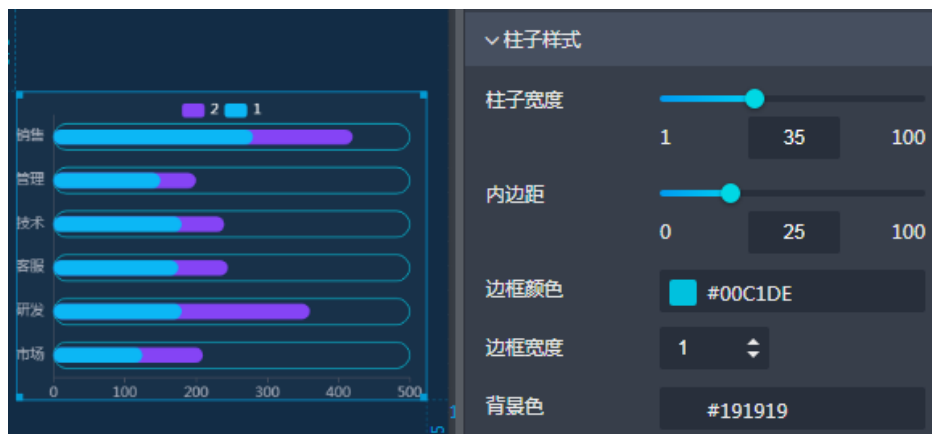 2 1
销售
管理
技术
客服
研发
市场
0 100 200 300 400 500
柱子样式
柱子宽度
1 35 100
内边距
0 25 100
边框颜色 #00C1DE
边框宽度 1
背景色 #191919